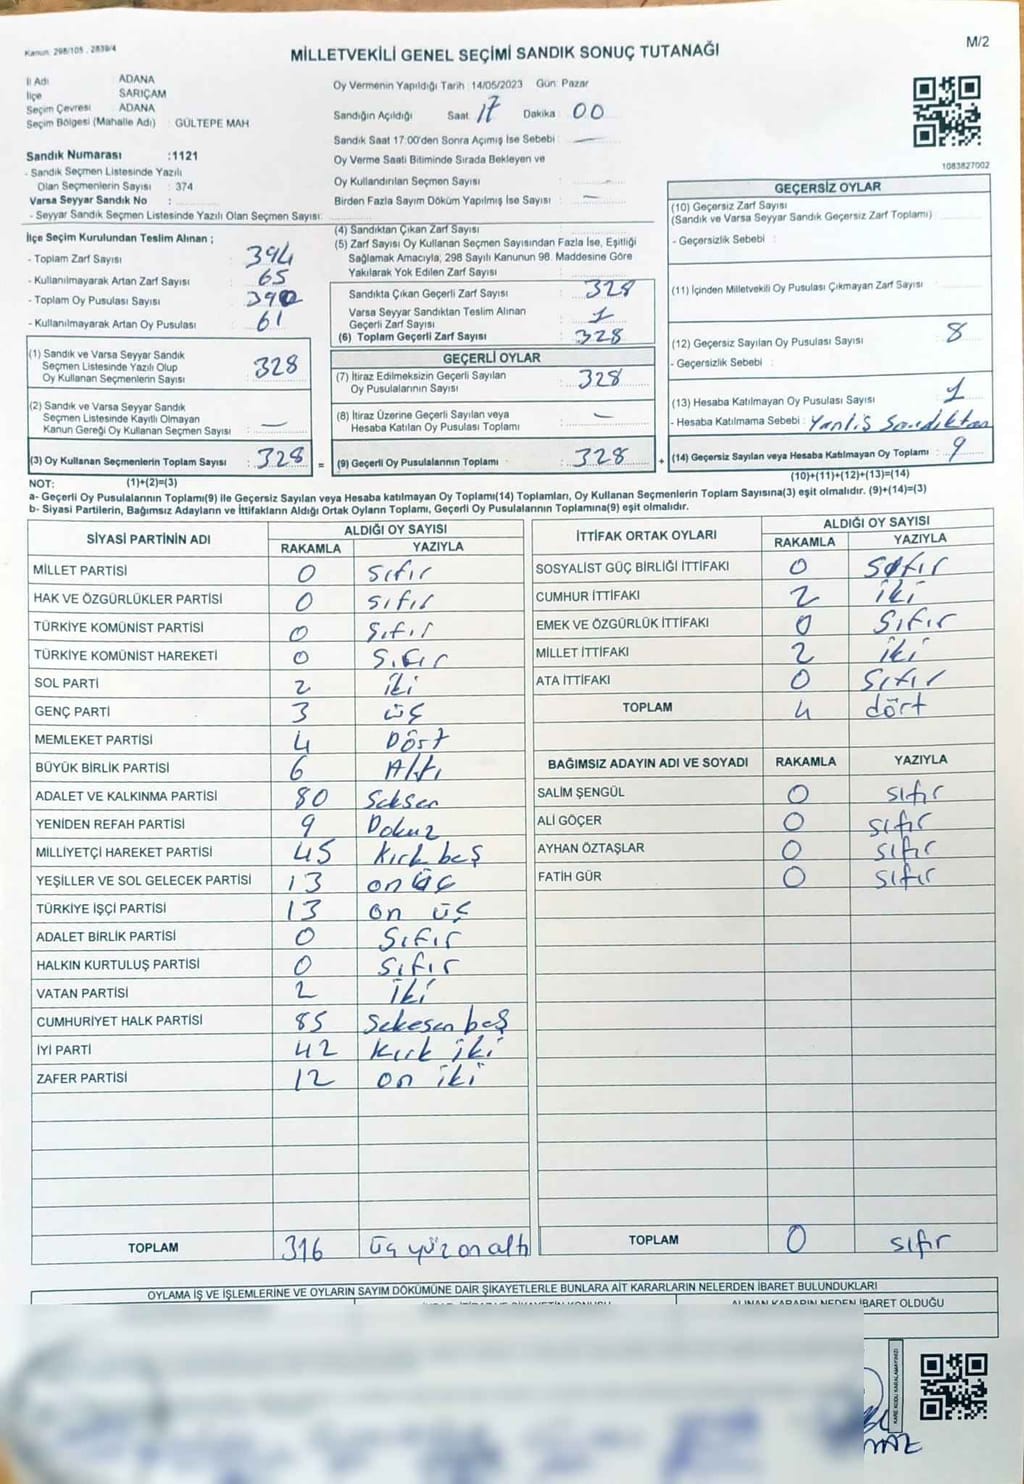 Kanun: 298/105 , 2839/4
MİLLETVEKİLİ GENEL SEÇİMİ SANDIK SONUÇ TUTANAĞI
M/2
İl Adı ADANA
İlçe SARIÇAM
Seçim Çevresi ADANA
Seçim Bölgesi (Mahalle Adı) : GÜLTEPE MAH
Oy Vermenin Yapıldığı Tarih : 14/05/2023 Gün: Pazar
Sandığın Açıldığı Saat : 17 Dakika : 00
Sandık Saat 17:00'den Sonra Açımış İse Sebebi : —
Oy Verme Saati Bitiminde Sırada Bekleyen ve
Oy Kullandırılan Seçmen Sayısı : —
Birden Fazla Sayım Döküm Yapılmış İse Sayısı : —
1083827002
Sandık Numarası :1121
- Sandık Seçmen Listesinde Yazılı
Olan Seçmenlerin Sayısı : 374
Varsa Seyyar Sandık No :
- Seyyar Sandık Seçmen Listesinde Yazılı Olan Seçmen Sayısı:
İlçe Seçim Kurulundan Teslim Alınan ;
- Toplam Zarf Sayısı : 394
- Kullanılmayarak Artan Zarf Sayısı : 65
- Toplam Oy Pusulası Sayısı : 390
- Kullanılmayarak Artan Oy Pusulası : 61
(1) Sandık ve Varsa Seyyar Sandık
Seçmen Listesinde Yazılı Olup
Oy Kullanan Seçmenlerin Sayısı : 328
(2) Sandık ve Varsa Seyyar Sandık
Seçmen Listesinde Kayıtlı Olmayan
Kanun Gereği Oy Kullanan Seçmen Sayısı : —
(3) Oy Kullanan Seçmenlerin Toplam Sayısı : 328 =
(4) Sandıktan Çıkan Zarf Sayısı :
(5) Zarf Sayısı Oy Kullanan Seçmen Sayısından Fazla İse, Eşitliği
Sağlamak Amacıyla, 298 Sayılı Kanunun 98. Maddesine Göre
Yakılarak Yok Edilen Zarf Sayısı :
Sandıkta Çıkan Geçerli Zarf Sayısı : 328
Varsa Seyyar Sandıktan Teslim Alınan
Geçerli Zarf Sayısı : 1
(6) Toplam Geçerli Zarf Sayısı : 328
GEÇERLİ OYLAR
(7) İtiraz Edilmeksizin Geçerli Sayılan
Oy Pusulalarının Sayısı : 328
(8) İtiraz Üzerine Geçerli Sayılan veya
Hesaba Katılan Oy Pusulası Toplamı : —
(9) Geçerli Oy Pusulalarının Toplamı : 328 +
GEÇERSİZ OYLAR
(10) Geçersiz Zarf Sayısı
(Sandık ve Varsa Seyyar Sandık Geçersiz Zarf Toplamı) :
- Geçersizlik Sebebi :
(11) İçinden Milletvekili Oy Pusulası Çıkmayan Zarf Sayısı :
(12) Geçersiz Sayılan Oy Pusulası Sayısı : 8
- Geçersizlik Sebebi :
(13) Hesaba Katılmayan Oy Pusulası Sayısı : 1
- Hesaba Katılmama Sebebi : Yanlış Sandıktan
(14) Geçersiz Sayılan veya Hesaba Katılmayan Oy Toplamı : 9
NOT: (1)+(2)=(3)
(10)+(11)+(12)+(13)=(14)
a- Geçerli Oy Pusulalarının Toplamı(9) ile Geçersiz Sayılan veya Hesaba katılmayan Oy Toplamı(14) Toplamları, Oy Kullanan Seçmenlerin Toplam Sayısına(3) eşit olmalıdır. (9)+(14)=(3)
b- Siyasi Partilerin, Bağımsız Adayların ve İttifakların Aldığı Ortak Oyların Toplamı, Geçerli Oy Pusulalarının Toplamına(9) eşit olmalıdır.
SİYASİ PARTİNİN ADI ALDIĞI OY SAYISI
RAKAMLA YAZIYLA
MİLLET PARTİSİ 0 sıfır
HAK VE ÖZGÜRLÜKLER PARTİSİ 0 sıfır
TÜRKİYE KOMÜNİST PARTİSİ 0 sıfır
TÜRKİYE KOMÜNİST HAREKETİ 0 sıfır
SOL PARTİ 2 iki
GENÇ PARTİ 3 üç
MEMLEKET PARTİSİ 4 Dört
BÜYÜK BİRLİK PARTİSİ 6 Altı
ADALET VE KALKINMA PARTİSİ 80 Seksen
YENİDEN REFAH PARTİSİ 9 Dokuz
MİLLİYETÇİ HAREKET PARTİSİ 45 Kırk beş
YEŞİLLER VE SOL GELECEK PARTİSİ 13 on üç
TÜRKİYE İŞÇİ PARTİSİ 13 on üç
ADALET BİRLİK PARTİSİ 0 Sıfır
HALKIN KURTULUŞ PARTİSİ 0 Sıfır
VATAN PARTİSİ 2 İki
CUMHURİYET HALK PARTİSİ 85 Sekesen beş
İYİ PARTİ 42 Kırk iki
ZAFER PARTİSİ 12 on iki
TOPLAM 316 üç yüz on altı
İTTİFAK ORTAK OYLARI ALDIĞI OY SAYISI
RAKAMLA YAZIYLA
SOSYALİST GÜÇ BİRLİĞİ İTTİFAKI 0 sıfır
CUMHUR İTTİFAKI 2 iki
EMEK VE ÖZGÜRLÜK İTTİFAKI 0 Sıfır
MİLLET İTTİFAKI 2 iki
ATA İTTİFAKI 0 Sıfır
TOPLAM 4 dört
BAĞIMSIZ ADAYIN ADI VE SOYADI RAKAMLA YAZIYLA
SALİM ŞENGÜL 0 sıfır
ALİ GÖÇER 0 sıfır
AYHAN ÖZTAŞLAR 0 sıfır
FATİH GÜR 0 sıfır
TOPLAM 0 sıfır
OYLAMA İŞ VE İŞLEMLERİNE VE OYLARIN SAYIM DÖKÜMÜNE DAİR ŞİKAYETLERLE BUNLARA AİT KARARLARIN NELERDEN İBARET BULUNDUKLARI
ALINAN KARARIN NEDEN İBARET OLDUĞU
KARE KODU KARALAMAYINIZ!